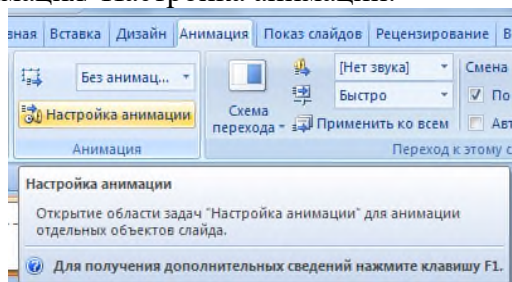 Настройка анимации.
вная Вставка Дизайн Анимация Показ слайдов Рецензирование В
Без анимац... [Нет звука] Смена
Настройка анимации Схема перехода Быстро По
Применить ко всем Авт
Анимация Переход к этому с
Настройка анимации
Открытие области задач "Настройка анимации" для анимации
отдельных объектов слайда.
Для получения дополнительных сведений нажмите клавишу F1.